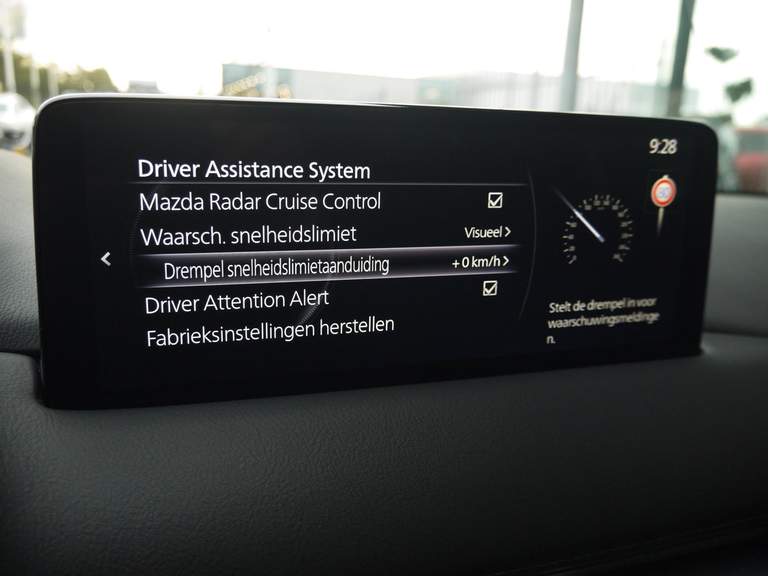 9:28
Driver Assistance System
Mazda Radar Cruise Control
Waarsch. snelheidslimiet Visueel >
Drempel snelheidslimietaanduiding + 0 km/h >
Driver Attention Alert
Fabrieksinstellingen herstellen
Stelt de drempel in voor
waarschuwingsmeldinge
n.